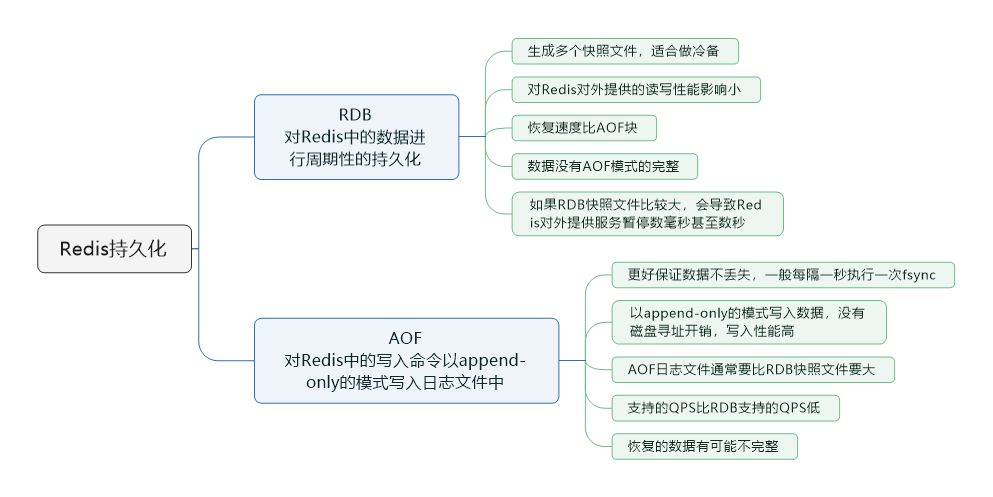 Redis持久化
RDB
对Redis中的数据进
行周期性的持久化
生成多个快照文件，适合做冷备
对Redis对外提供的读写性能影响小
恢复速度比AOF块
数据没有AOF模式的完整
如果RDB快照文件比较大，会导致Red
is对外提供服务暂停数毫秒甚至数秒
AOF
对Redis中的写入命令以append-
only的模式写入日志文件中
更好保证数据不丢失，一般每隔一秒执行一次fsync
以append-only的模式写入数据，没有
磁盘寻址开销，写入性能高
AOF日志文件通常要比RDB快照文件要大
支持的QPS比RDB支持的QPS低
恢复的数据有可能不完整